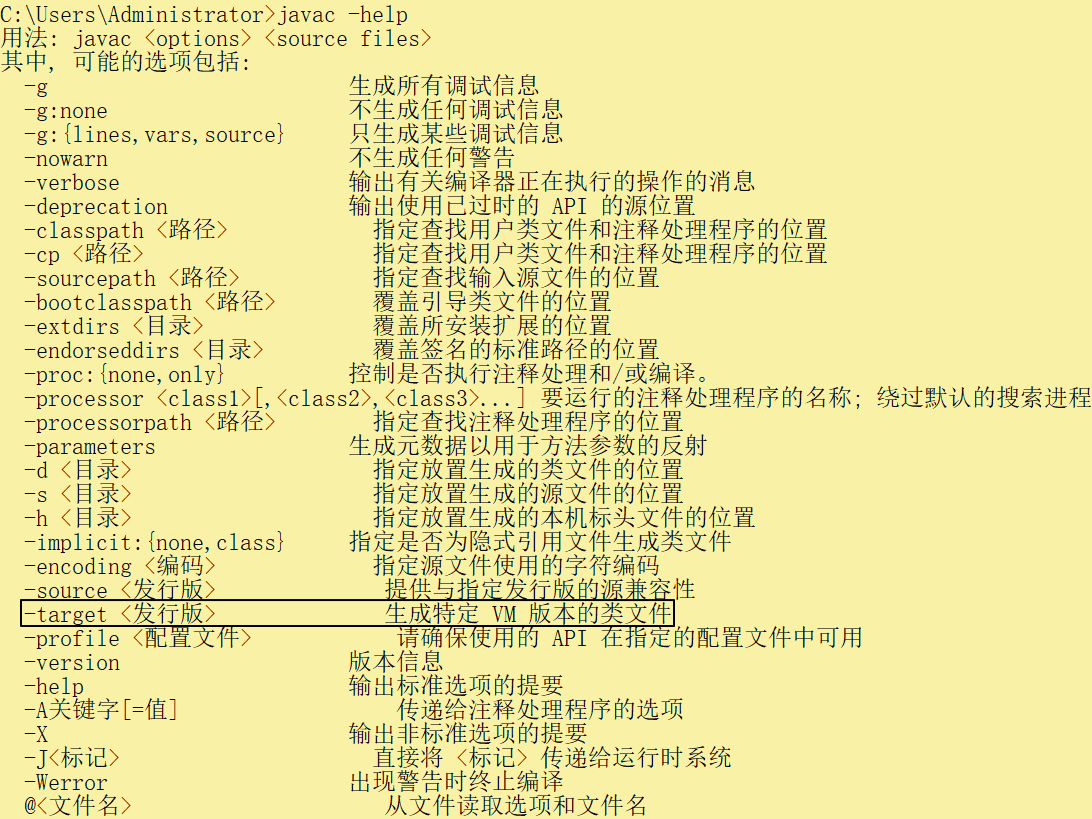 C:\Users\Administrator>javac -help
用法: javac <options> <source files>
其中, 可能的选项包括:
-g 生成所有调试信息
-g:none 不生成任何调试信息
-g:{lines,vars,source} 只生成某些调试信息
-nowarn 不生成任何警告
-verbose 输出有关编译器正在执行的操作的消息
-deprecation 输出使用已过时的 API 的源位置
-classpath <路径> 指定查找用户类文件和注释处理程序的位置
-cp <路径> 指定查找用户类文件和注释处理程序的位置
-sourcepath <路径> 指定查找输入源文件的位置
-bootclasspath <路径> 覆盖引导类文件的位置
-extdirs <目录> 覆盖所安装扩展的位置
-endorseddirs <目录> 覆盖签名的标准路径的位置
-proc:{none,only} 控制是否执行注释处理和/或编译。
-processor <class1>[,<class2>,<class3>...] 要运行的注释处理程序的名称; 绕过默认的搜索进程
-processorpath <路径> 指定查找注释处理程序的位置
-parameters 生成元数据以用于方法参数的反射
-d <目录> 指定放置生成的类文件的位置
-s <目录> 指定放置生成的源文件的位置
-h <目录> 指定放置生成的本机标头文件的位置
-implicit:{none,class} 指定是否为隐式引用文件生成类文件
-encoding <编码> 指定源文件使用的字符编码
-source <发行版> 提供与指定发行版的源兼容性
-target <发行版> 生成特定 VM 版本的类文件
-profile <配置文件> 请确保使用的 API 在指定的配置文件中可用
-version 版本信息
-help 输出标准选项的提要
-A关键字[=值] 传递给注释处理程序的选项
-X 输出非标准选项的提要
-J<标记> 直接将 <标记> 传递给运行时系统
-Werror 出现警告时终止编译
@<文件名> 从文件读取选项和文件名